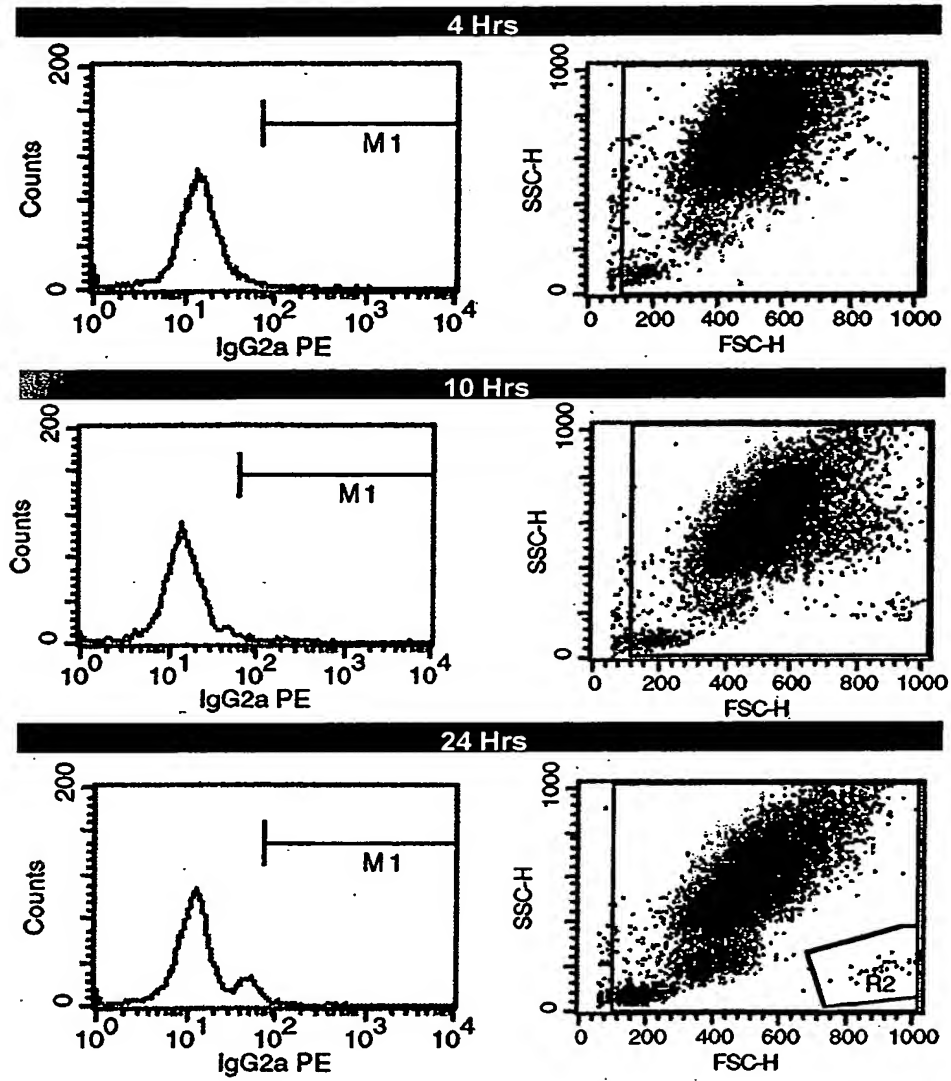 4 Hrs
200
Counts
0
M1
10^0 10^1 10^2 10^3 10^4
IgG2a PE
1000
SSC-H
0
0 200 400 600 800 1000
FSC-H
10 Hrs
200
Counts
0
M1
10^0 10^1 10^2 10^3 10^4
IgG2a PE
1000
SSC-H
0
0 200 400 600 800 1000
FSC-H
24 Hrs
200
Counts
0
M1
10^0 10^1 10^2 10^3 10^4
IgG2a PE
1000
SSC-H
0
R2
0 200 400 600 800 1000
FSC-H